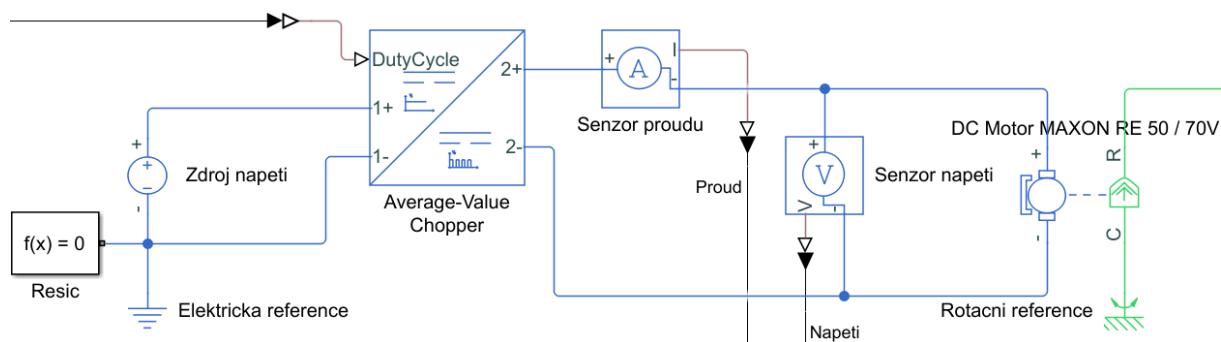 DutyCycle
1+
1-
2+
2-
Average-Value
Chopper
+
-
Zdroj napeti
f(x) = 0
Resic
Elektricka reference
+
A
I
-
Senzor proudu
Proud
+
V
V
-
Senzor napeti
Napeti
DC Motor MAXON RE 50 / 70V
+
-
R
C
Rotacni reference